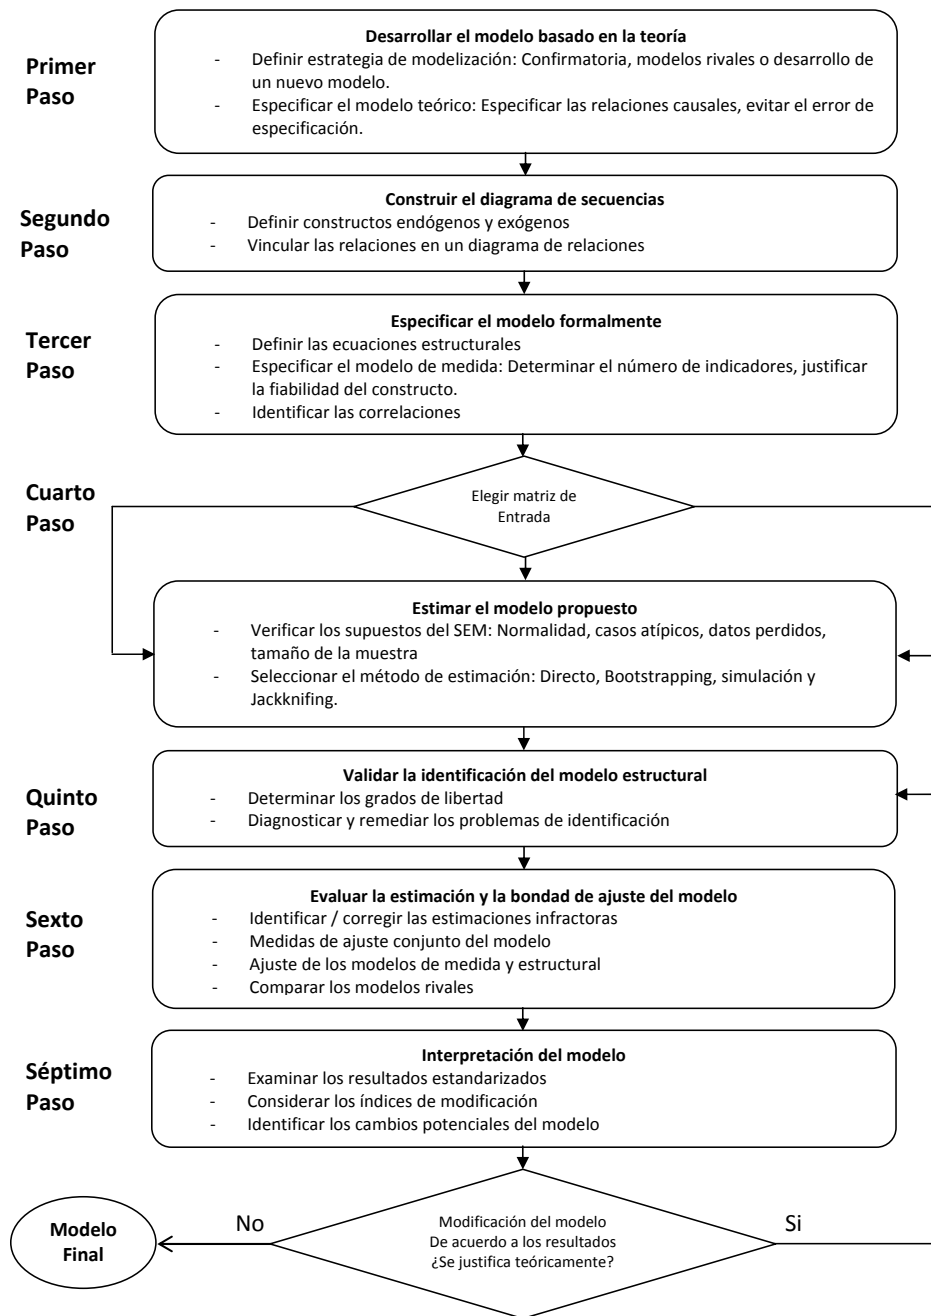 Primer
Paso
Desarrollar el modelo basado en la teoría
- Definir estrategia de modelización: Confirmatoria, modelos rivales o desarrollo de
un nuevo modelo.
- Especificar el modelo teórico: Especificar las relaciones causales, evitar el error de
especificación.
Segundo
Paso
Construir el diagrama de secuencias
- Definir constructos endógenos y exógenos
- Vincular las relaciones en un diagrama de relaciones
Tercer
Paso
Especificar el modelo formalmente
- Definir las ecuaciones estructurales
- Especificar el modelo de medida: Determinar el número de indicadores, justificar
la fiabilidad del constructo.
- Identificar las correlaciones
Cuarto
Paso
Elegir matriz de
Entrada
Estimar el modelo propuesto
- Verificar los supuestos del SEM: Normalidad, casos atípicos, datos perdidos,
tamaño de la muestra
- Seleccionar el método de estimación: Directo, Bootstrapping, simulación y
Jackknifing.
Quinto
Paso
Validar la identificación del modelo estructural
- Determinar los grados de libertad
- Diagnosticar y remediar los problemas de identificación
Sexto
Paso
Evaluar la estimación y la bondad de ajuste del modelo
- Identificar / corregir las estimaciones infractoras
- Medidas de ajuste conjunto del modelo
- Ajuste de los modelos de medida y estructural
- Comparar los modelos rivales
Séptimo
Paso
Interpretación del modelo
- Examinar los resultados estandarizados
- Considerar los índices de modificación
- Identificar los cambios potenciales del modelo
Modelo
Final
No
Modificación del modelo
De acuerdo a los resultados
¿Se justifica teóricamente?
Si